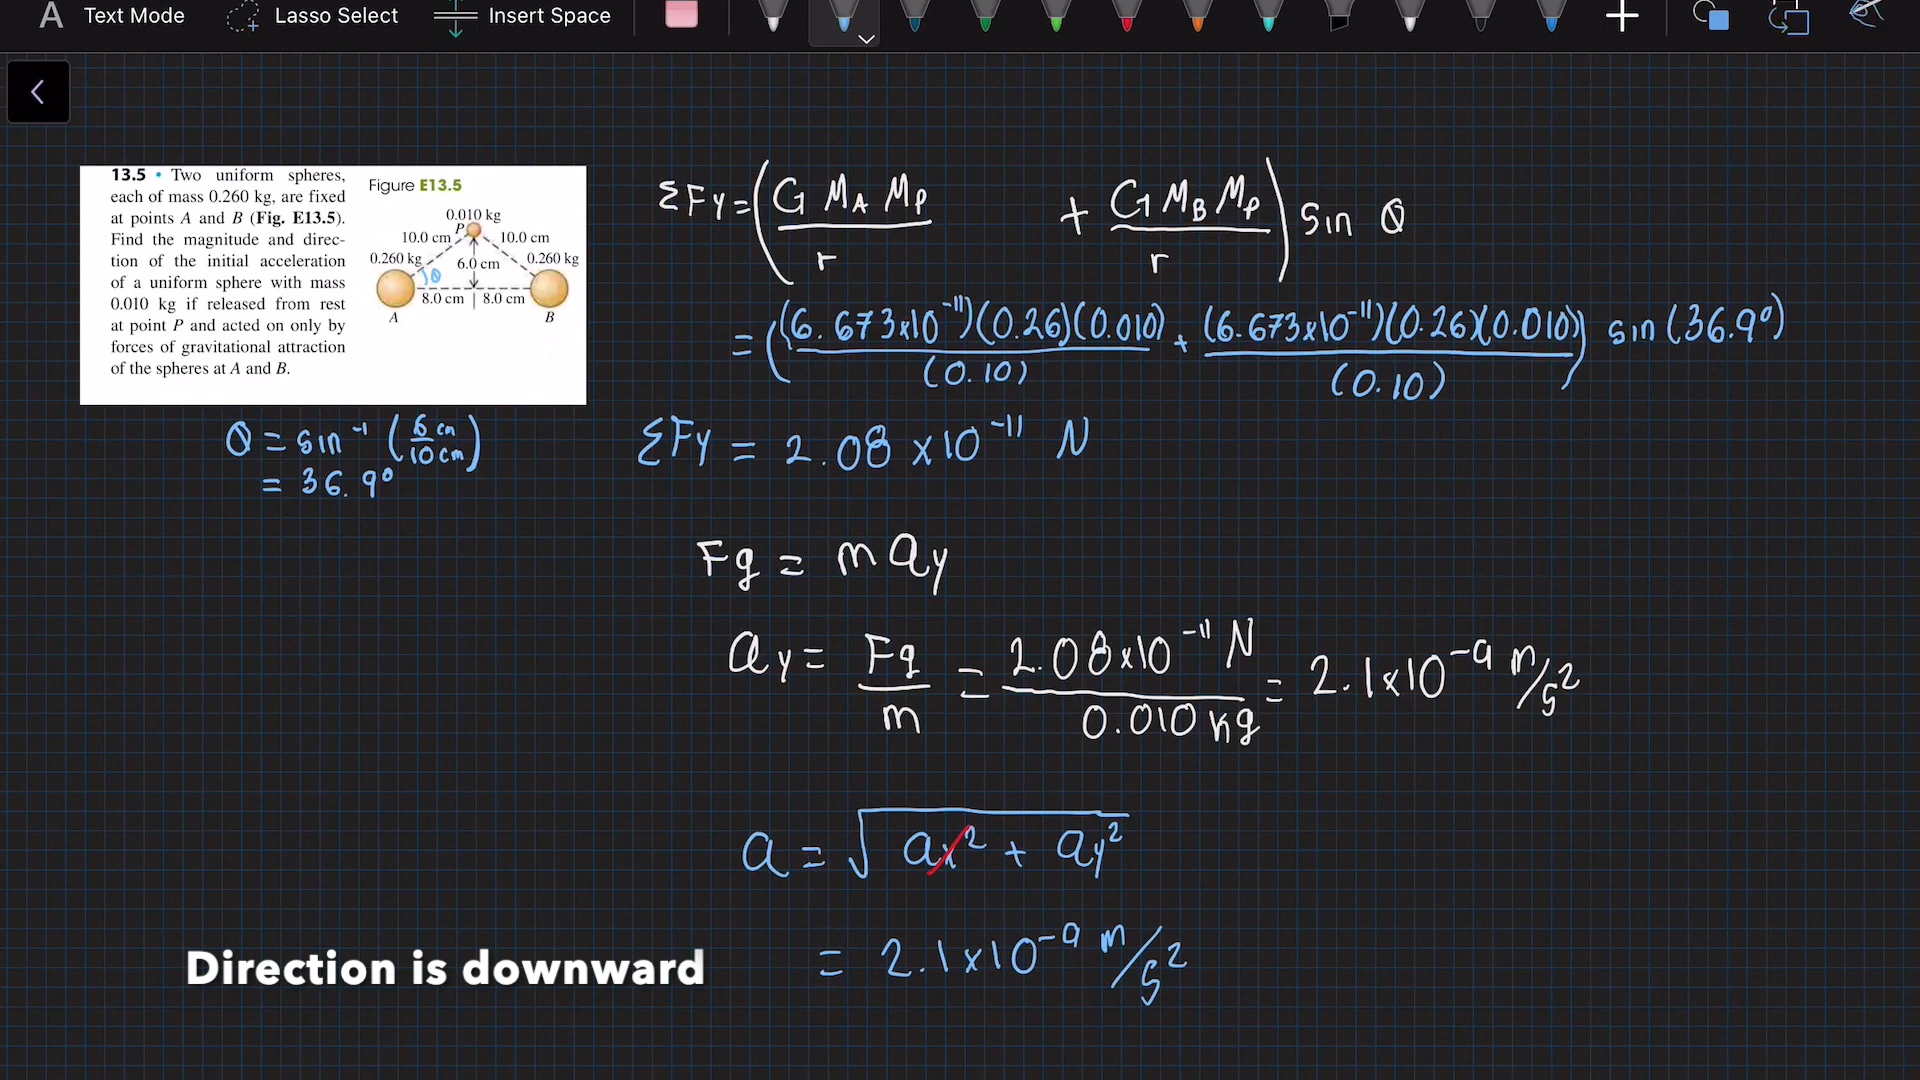 Text Mode
Lasso Select
Insert Space
13.5 • Two uniform spheres,
each of mass 0.260 kg, are fixed
at points A and B (Fig. E13.5).
Find the magnitude and direc-
tion of the initial acceleration
of a uniform sphere with mass
0.010 kg if released from rest
at point P and acted on only by
forces of gravitational attraction
of the spheres at A and B.
Figure E13.5
0.010 kg
P
10.0 cm 10.0 cm
0.260 kg 6.0 cm 0.260 kg
θ
8.0 cm 8.0 cm
A B
θ = sin⁻¹ (6 cm / 10 cm)
= 36.9°
ΣFy = (G MA MP / r + G MB MP / r) sin θ
= ((6.673x10⁻¹¹)(0.26)(0.010) / (0.10) + (6.673x10⁻¹¹)(0.26)(0.010) / (0.10)) sin (36.9°)
ΣFy = 2.08 x10⁻¹¹ N
Fg = m ay
ay = Fg / m = 2.08x10⁻¹¹ N / 0.010 kg = 2.1x10⁻⁹ m/s²
a = √ax² + ay²
= 2.1x10⁻⁹ m/s²
Direction is downward